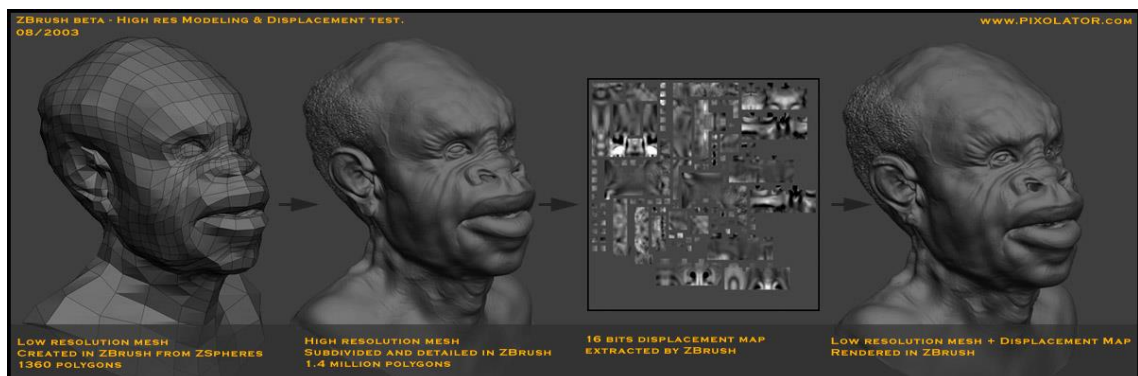 ZBrush beta - High res Modeling & Displacement test.
08/2003
www.PIXOLATOR.com
Low resolution mesh
Created in ZBrush from ZSpheres
1360 polygons
High resolution mesh
Subdivided and detailed in ZBrush
1.4 million polygons
16 bits displacement map
extracted by ZBrush
Low resolution mesh + Displacement Map
Rendered in ZBrush